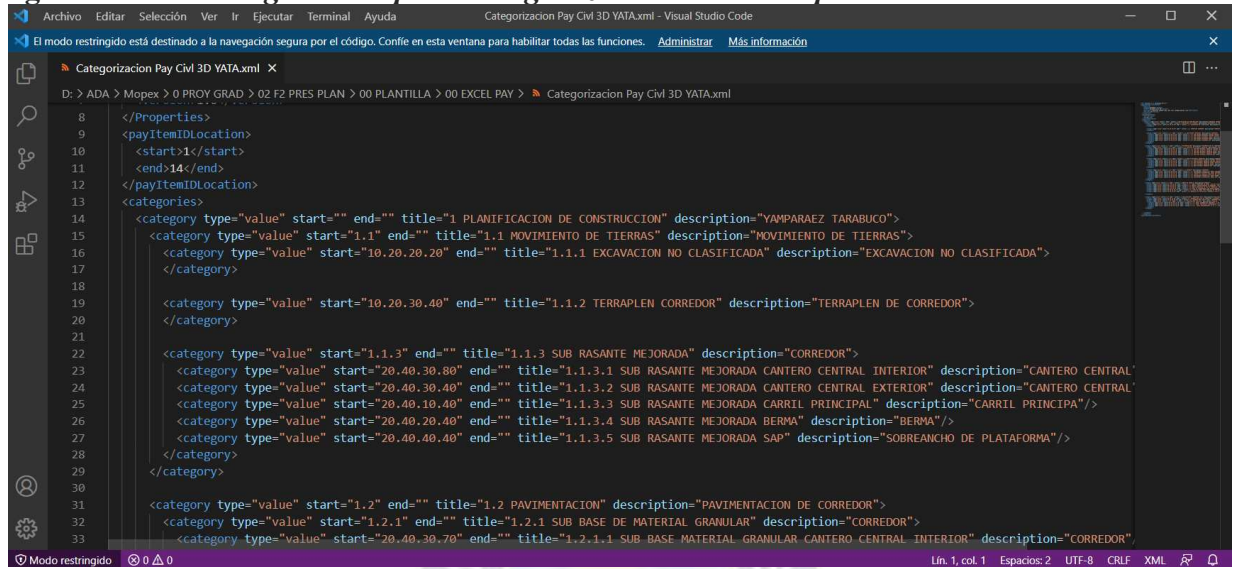 Archivo Editar Selección Ver Ir Ejecutar Terminal Ayuda Categorizacion Pay Civl 3D YATA.xml - Visual Studio Code
El modo restringido está destinado a la navegación segura por el código. Confíe en esta ventana para habilitar todas las funciones. Administrar Más información
Categorizacion Pay Civl 3D YATA.xml
D: > ADA > Mopex > 0 PROY GRAD > 02 F2 PRES PLAN > 00 PLANTILLA > 00 EXCEL PAY > Categorizacion Pay Civl 3D YATA.xml
8 </Properties>
9 <payItemIDLocation>
10 <start>1</start>
11 <end>14</end>
12 </payItemIDLocation>
13 <categories>
14 <category type="value" start="" end="" title="1 PLANIFICACION DE CONSTRUCCION" description="YAMPARAEZ TARABUCO">
15 <category type="value" start="1.1" end="" title="1.1 MOVIMIENTO DE TIERRAS" description="MOVIMIENTO DE TIERRAS">
16 <category type="value" start="10.20.20.20" end="" title="1.1.1 EXCAVACION NO CLASIFICADA" description="EXCAVACION NO CLASIFICADA">
17 </category>
18
19 <category type="value" start="10.20.30.40" end="" title="1.1.2 TERRAPLEN CORREDOR" description="TERRAPLEN DE CORREDOR">
20 </category>
21
22 <category type="value" start="1.1.3" end="" title="1.1.3 SUB RASANTE MEJORADA" description="CORREDOR">
23 <category type="value" start="20.40.30.80" end="" title="1.1.3.1 SUB RASANTE MEJORADA CANTERO CENTRAL INTERIOR" description="CANTERO CENTRAL
24 <category type="value" start="20.40.30.40" end="" title="1.1.3.2 SUB RASANTE MEJORADA CANTERO CENTRAL EXTERIOR" description="CANTERO CENTRAL
25 <category type="value" start="20.40.10.40" end="" title="1.1.3.3 SUB RASANTE MEJORADA CARRIL PRINCIPAL" description="CARRIL PRINCIPA"/>
26 <category type="value" start="20.40.20.40" end="" title="1.1.3.4 SUB RASANTE MEJORADA BERMA" description="BERMA"/>
27 <category type="value" start="20.40.40.40" end="" title="1.1.3.5 SUB RASANTE MEJORADA SAP" description="SOBREANCHO DE PLATAFORMA"/>
28 </category>
29 </category>
30
31 <category type="value" start="1.2" end="" title="1.2 PAVIMENTACION" description="PAVIMENTACION DE CORREDOR">
32 <category type="value" start="1.2.1" end="" title="1.2.1 SUB BASE DE MATERIAL GRANULAR" description="CORREDOR">
33 <category type="value" start="20.40.30.70" end="" title="1.2.1.1 SUB BASE MATERIAL GRANULAR CANTERO CENTRAL INTERIOR" description="CORREDOR"
Modo restringido 0 0 Lín. 1, col. 1 Espacios: 2 UTF-8 CRLF XML